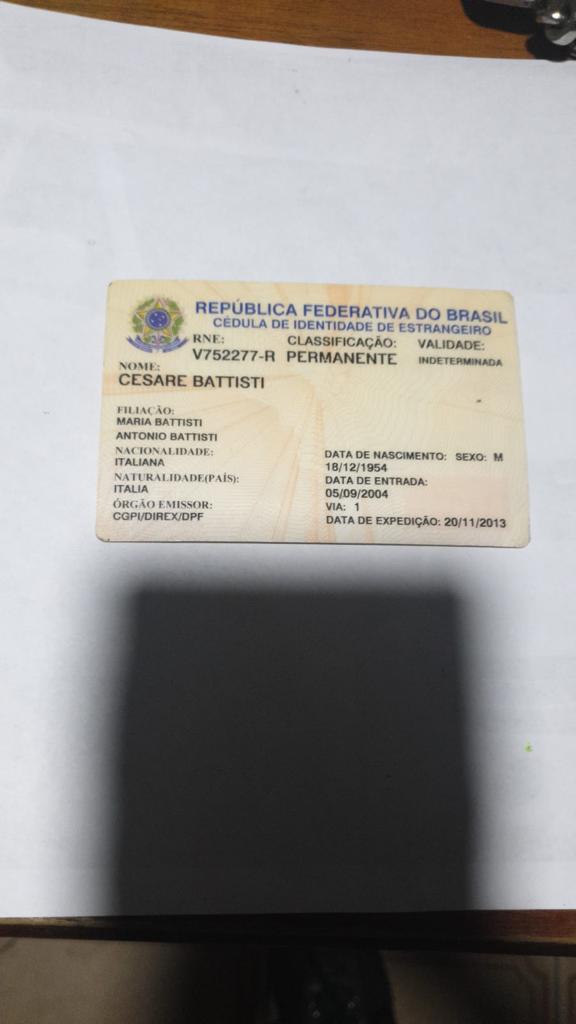 REPÚBLICA FEDERATIVA DO BRASIL
CÉDULA DE IDENTIDADE DE ESTRANGEIRO
RNE: CLASSIFICAÇÃO: VALIDADE:
V752277-R PERMANENTE INDETERMINADA
NOME:
CESARE BATTISTI
FILIAÇÃO:
MARIA BATTISTI
ANTONIO BATTISTI
NACIONALIDADE:
ITALIANA
NATURALIDADE(PAÍS):
ITALIA
ÓRGÃO EMISSOR:
CGPI/DIREX/DPF
DATA DE NASCIMENTO: SEXO: M
18/12/1954
DATA DE ENTRADA:
05/09/2004
VIA: 1
DATA DE EXPEDIÇÃO: 20/11/2013